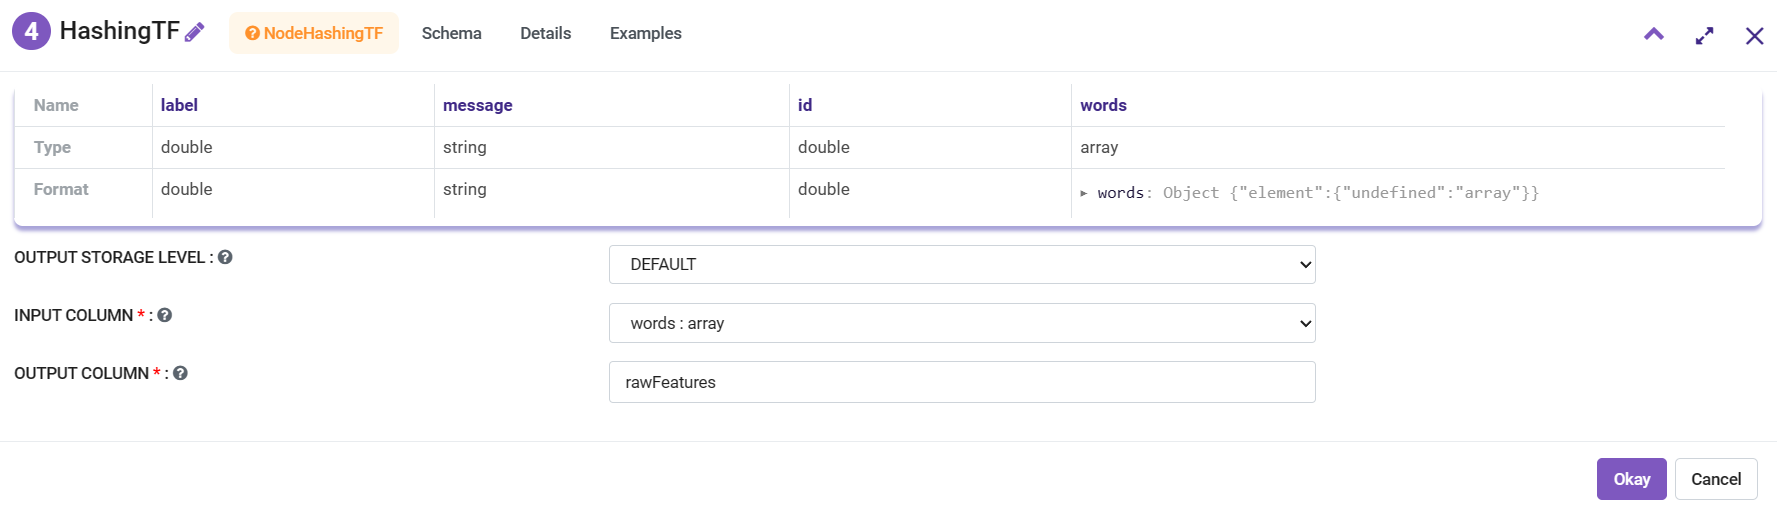 4 HashingTF NodeHashingTF Schema Details Examples
Name label message id words
Type double string double array
Format double string double ▸ words: Object {"element":{"undefined":"array"}}
OUTPUT STORAGE LEVEL : DEFAULT
INPUT COLUMN * : words : array
OUTPUT COLUMN * : rawFeatures
Okay Cancel